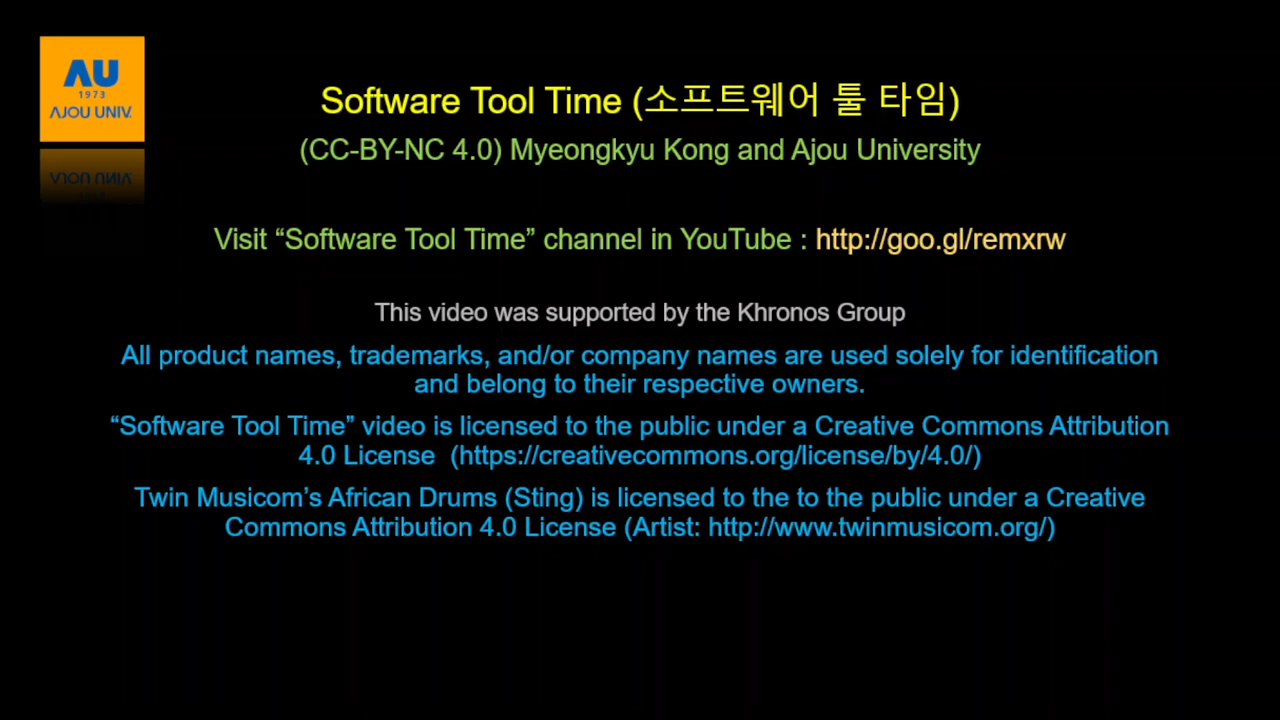 AU
1973
AJOU UNIV.
Software Tool Time (소프트웨어 툴 타임)
(CC-BY-NC 4.0) Myeongkyu Kong and Ajou University
Visit “Software Tool Time” channel in YouTube : http://goo.gl/remxrw
This video was supported by the Khronos Group
All product names, trademarks, and/or company names are used solely for identification
and belong to their respective owners.
“Software Tool Time” video is licensed to the public under a Creative Commons Attribution
4.0 License  (https://creativecommons.org/license/by/4.0/)
Twin Musicom’s African Drums (Sting) is licensed to the to the public under a Creative
Commons Attribution 4.0 License (Artist: http://www.twinmusicom.org/)